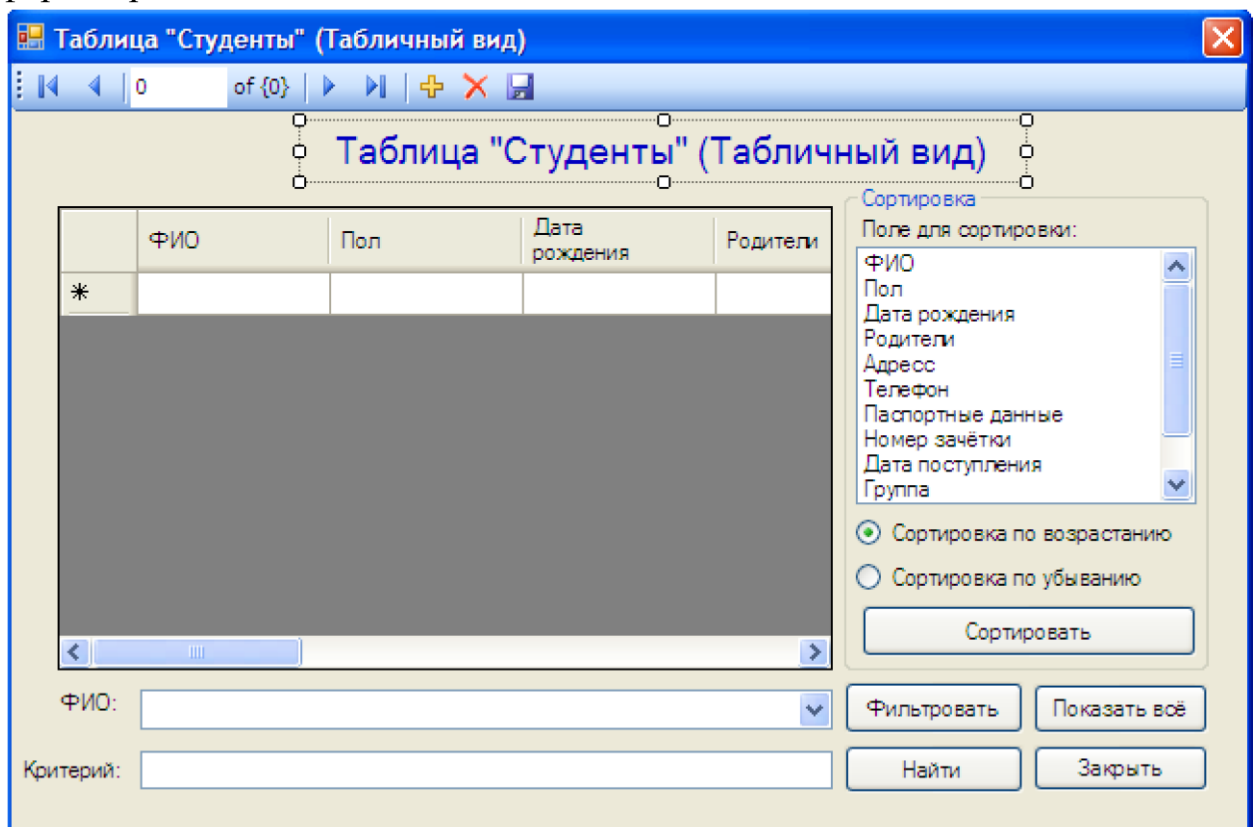 Таблица "Студенты" (Табличный вид)
0 of {0}
Таблица "Студенты" (Табличный вид)
ФИО Пол Дата рождения Родители
Сортировка
Поле для сортировки:
ФИО
Пол
Дата рождения
Родители
Адресс
Телефон
Паспортные данные
Номер зачётки
Дата поступления
Группа
Сортировка по возрастанию
Сортировка по убыванию
Сортировать
ФИО:
Фильтровать Показать всё
Критерий:
Найти Закрыть